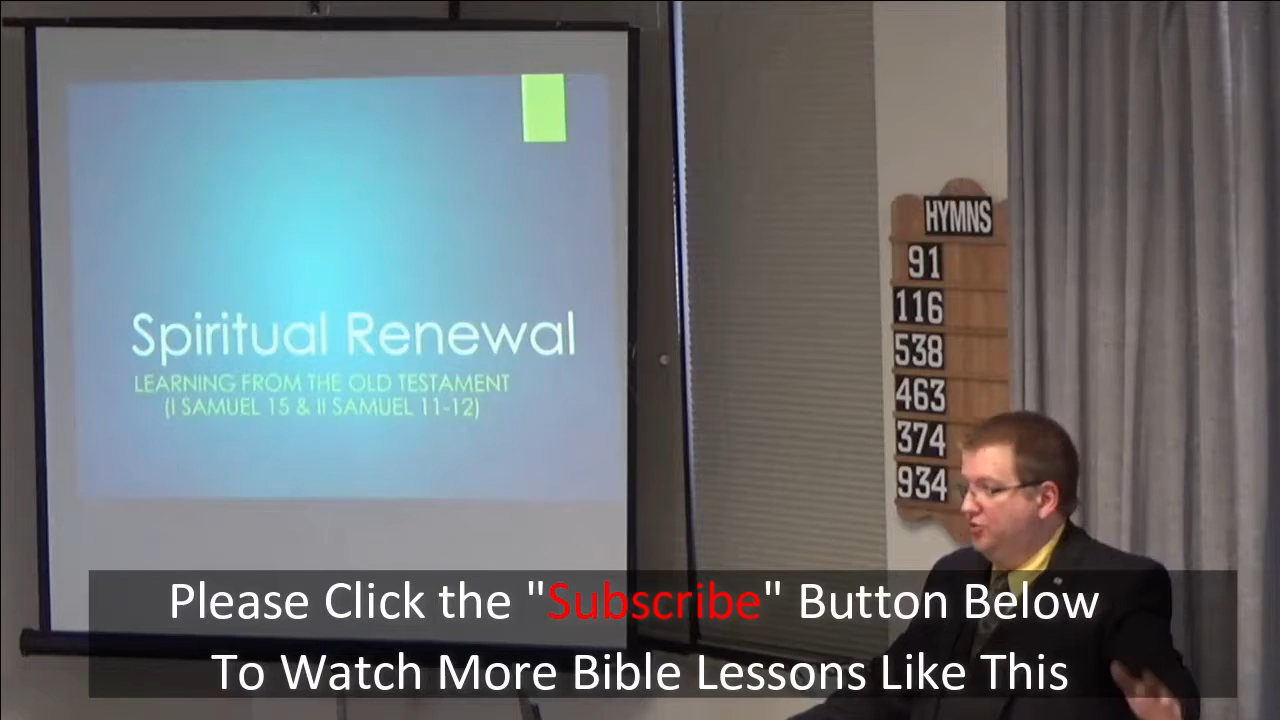 Spiritual Renewal
LEARNING FROM THE OLD TESTAMENT
(I SAMUEL 15 & II SAMUEL 11-12)
HYMNS
91
116
538
463
374
934
Please Click the "Subscribe" Button Below
To Watch More Bible Lessons Like This